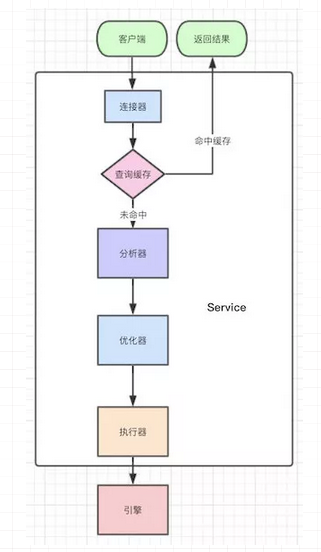 客户端
返回结果
连接器
命中缓存
查询缓存
未命中
分析器
Service
优化器
执行器
引擎